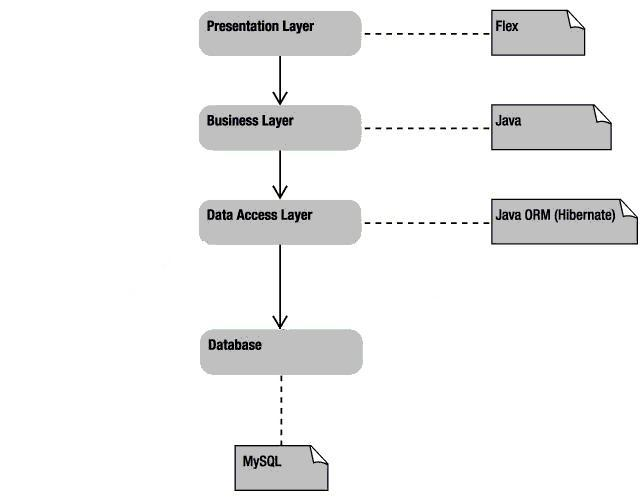 Presentation Layer
Flex
Business Layer
Java
Data Access Layer
Java ORM (Hibernate)
Database
MySQL